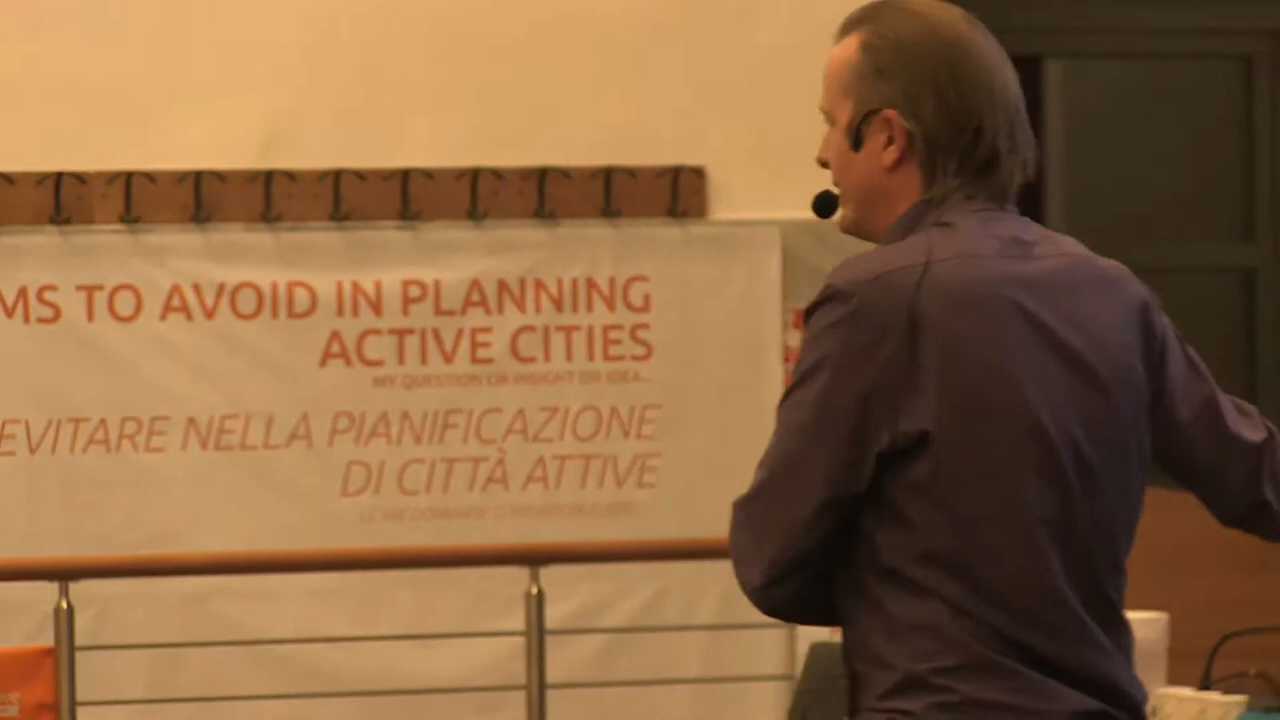 MS TO AVOID IN PLANNING
ACTIVE CITIES
MY QUESTION OR INSIGHT OR IDEA...
EVITARE NELLA PIANIFICAZIONE
DI CITTÀ ATTIVE